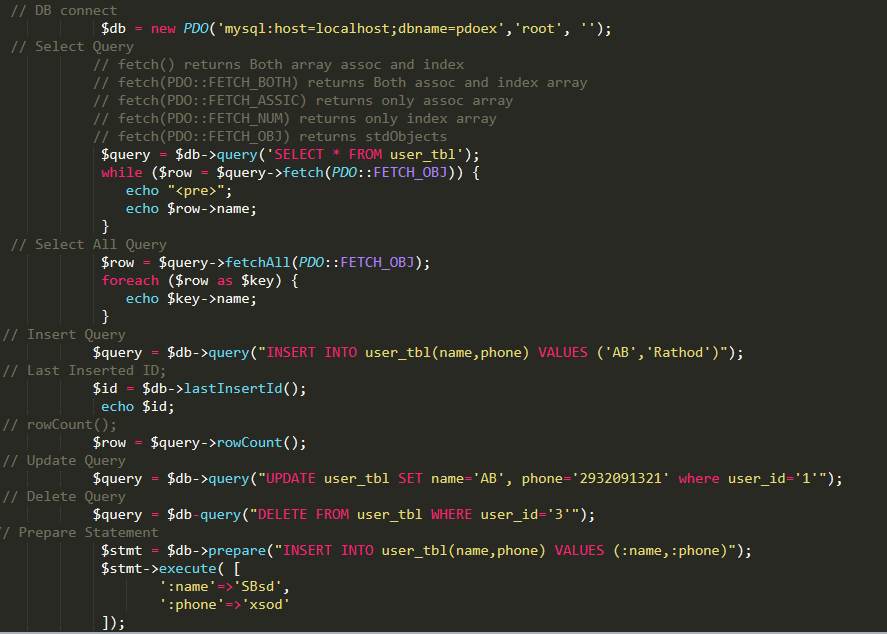 // DB connect
$db = new PDO('mysql:host=localhost;dbname=pdoex','root', '');
// Select Query
// fetch() returns Both array assoc and index
// fetch(PDO::FETCH_BOTH) returns Both assoc and index array
// fetch(PDO::FETCH_ASSIC) returns only assoc array
// fetch(PDO::FETCH_NUM) returns only index array
// fetch(PDO::FETCH_OBJ) returns stdObjects
$query = $db->query('SELECT * FROM user_tbl');
while ($row = $query->fetch(PDO::FETCH_OBJ)) {
echo "<pre>";
echo $row->name;
}
// Select All Query
$row = $query->fetchAll(PDO::FETCH_OBJ);
foreach ($row as $key) {
echo $key->name;
}
// Insert Query
$query = $db->query("INSERT INTO user_tbl(name,phone) VALUES ('AB','Rathod')");
// Last Inserted ID;
$id = $db->lastInsertId();
echo $id;
// rowCount();
$row = $query->rowCount();
// Update Query
$query = $db->query("UPDATE user_tbl SET name='AB', phone='2932091321' where user_id='1'");
// Delete Query
$query = $db-query("DELETE FROM user_tbl WHERE user_id='3'");
// Prepare Statement
$stmt = $db->prepare("INSERT INTO user_tbl(name,phone) VALUES (:name,:phone)");
$stmt->execute( [
':name'=>'SBsd',
':phone'=>'xsod'
]);